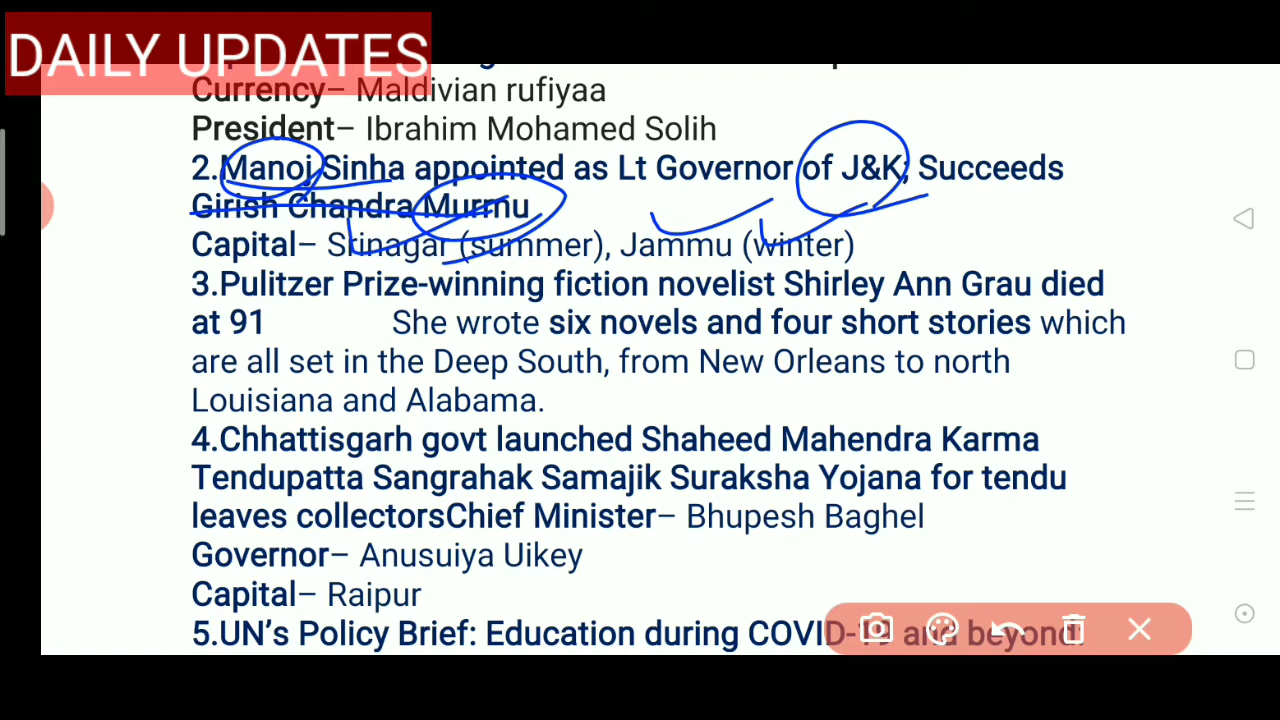 DAILY UPDATES
Currency– Maldivian rufiyaa
President– Ibrahim Mohamed Solih
2.Manoj Sinha appointed as Lt Governor of J&K; Succeeds
Girish Chandra Murmu
Capital– Srinagar (summer), Jammu (winter)
3.Pulitzer Prize-winning fiction novelist Shirley Ann Grau died
at 91 She wrote six novels and four short stories which
are all set in the Deep South, from New Orleans to north
Louisiana and Alabama.
4.Chhattisgarh govt launched Shaheed Mahendra Karma
Tendupatta Sangrahak Samajik Suraksha Yojana for tendu
leaves collectorsChief Minister– Bhupesh Baghel
Governor– Anusuiya Uikey
Capital– Raipur
5.UN’s Policy Brief: Education during COVID-19 and beyond: